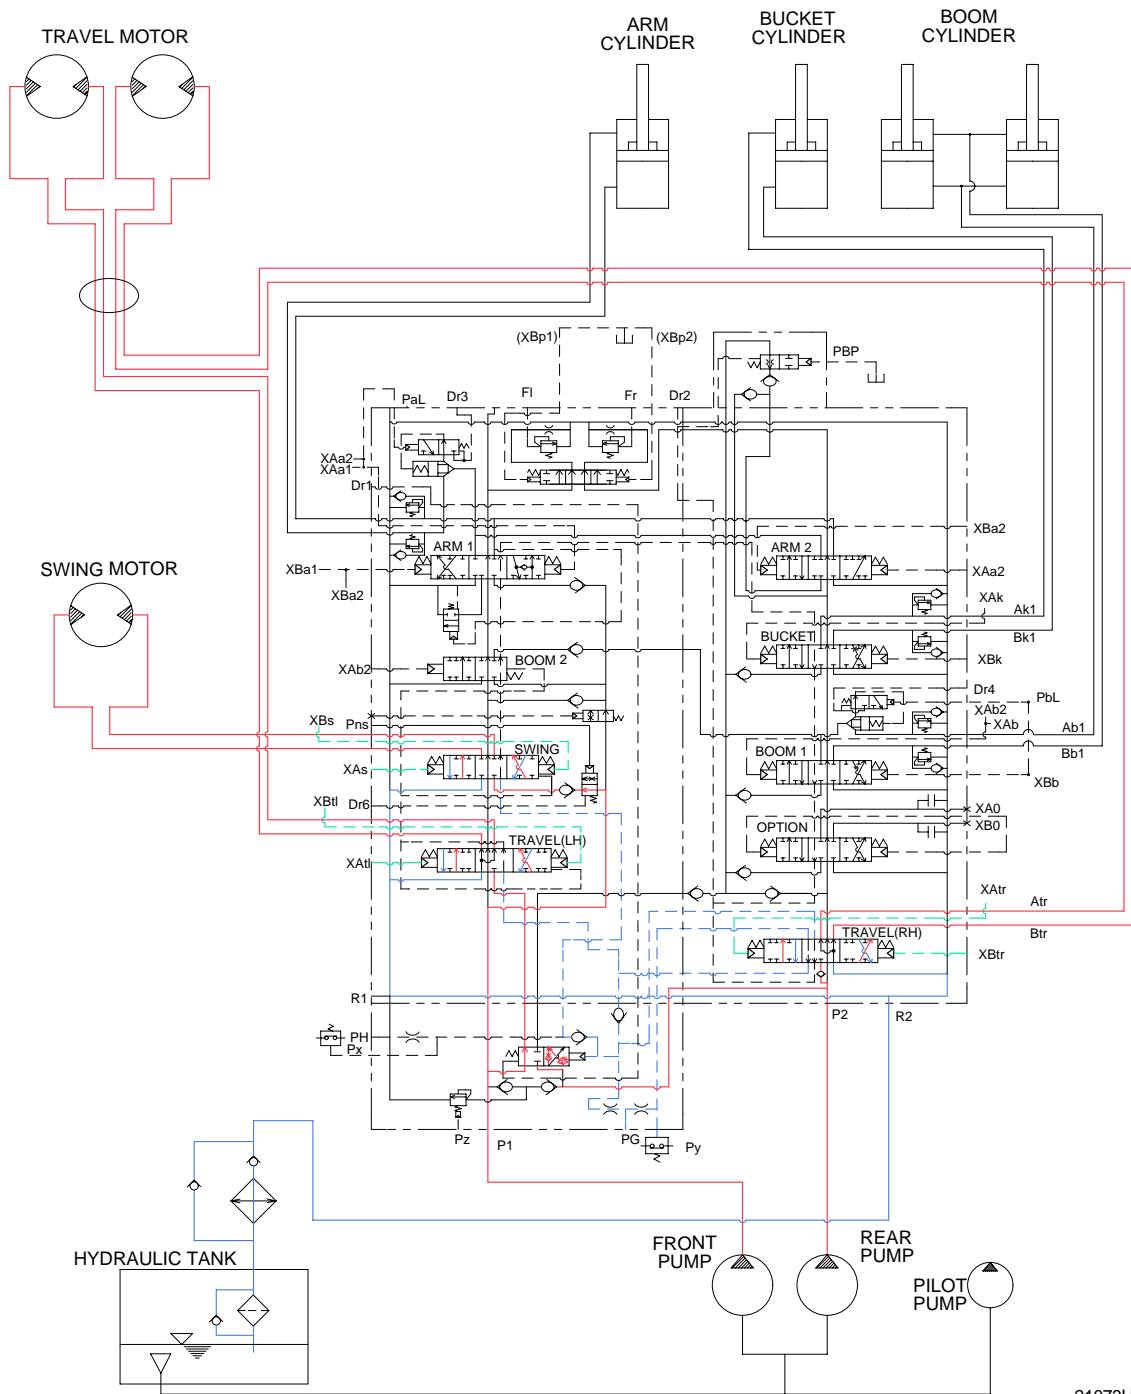 ARM
CYLINDER
BUCKET
CYLINDER
BOOM
CYLINDER
TRAVEL MOTOR
(XBp1)
(XBp2)
PBP
PaL
Dr3
Fl
Fr
Dr2
XAa2
XAa1
Dr1
XBa2
ARM 1
ARM 2
SWING MOTOR
XBa1
XBa2
XAa2
XAk
Ak1
Bk1
BUCKET
XAb2
BOOM 2
XBk
Dr4
PbL
XAb2
XAb
Ab1
XBs
Pns
SWING
Bb1
XAs
BOOM 1
XBb
XBtl
Dr6
XA0
XB0
OPTION
TRAVEL(LH)
XAtl
XAtr
Atr
TRAVEL(RH)
Btr
XBtr
R1
P2
R2
PH
Px
Pz
P1
PG
Py
HYDRAULIC TANK
FRONT
PUMP
REAR
PUMP
PILOT
PUMP